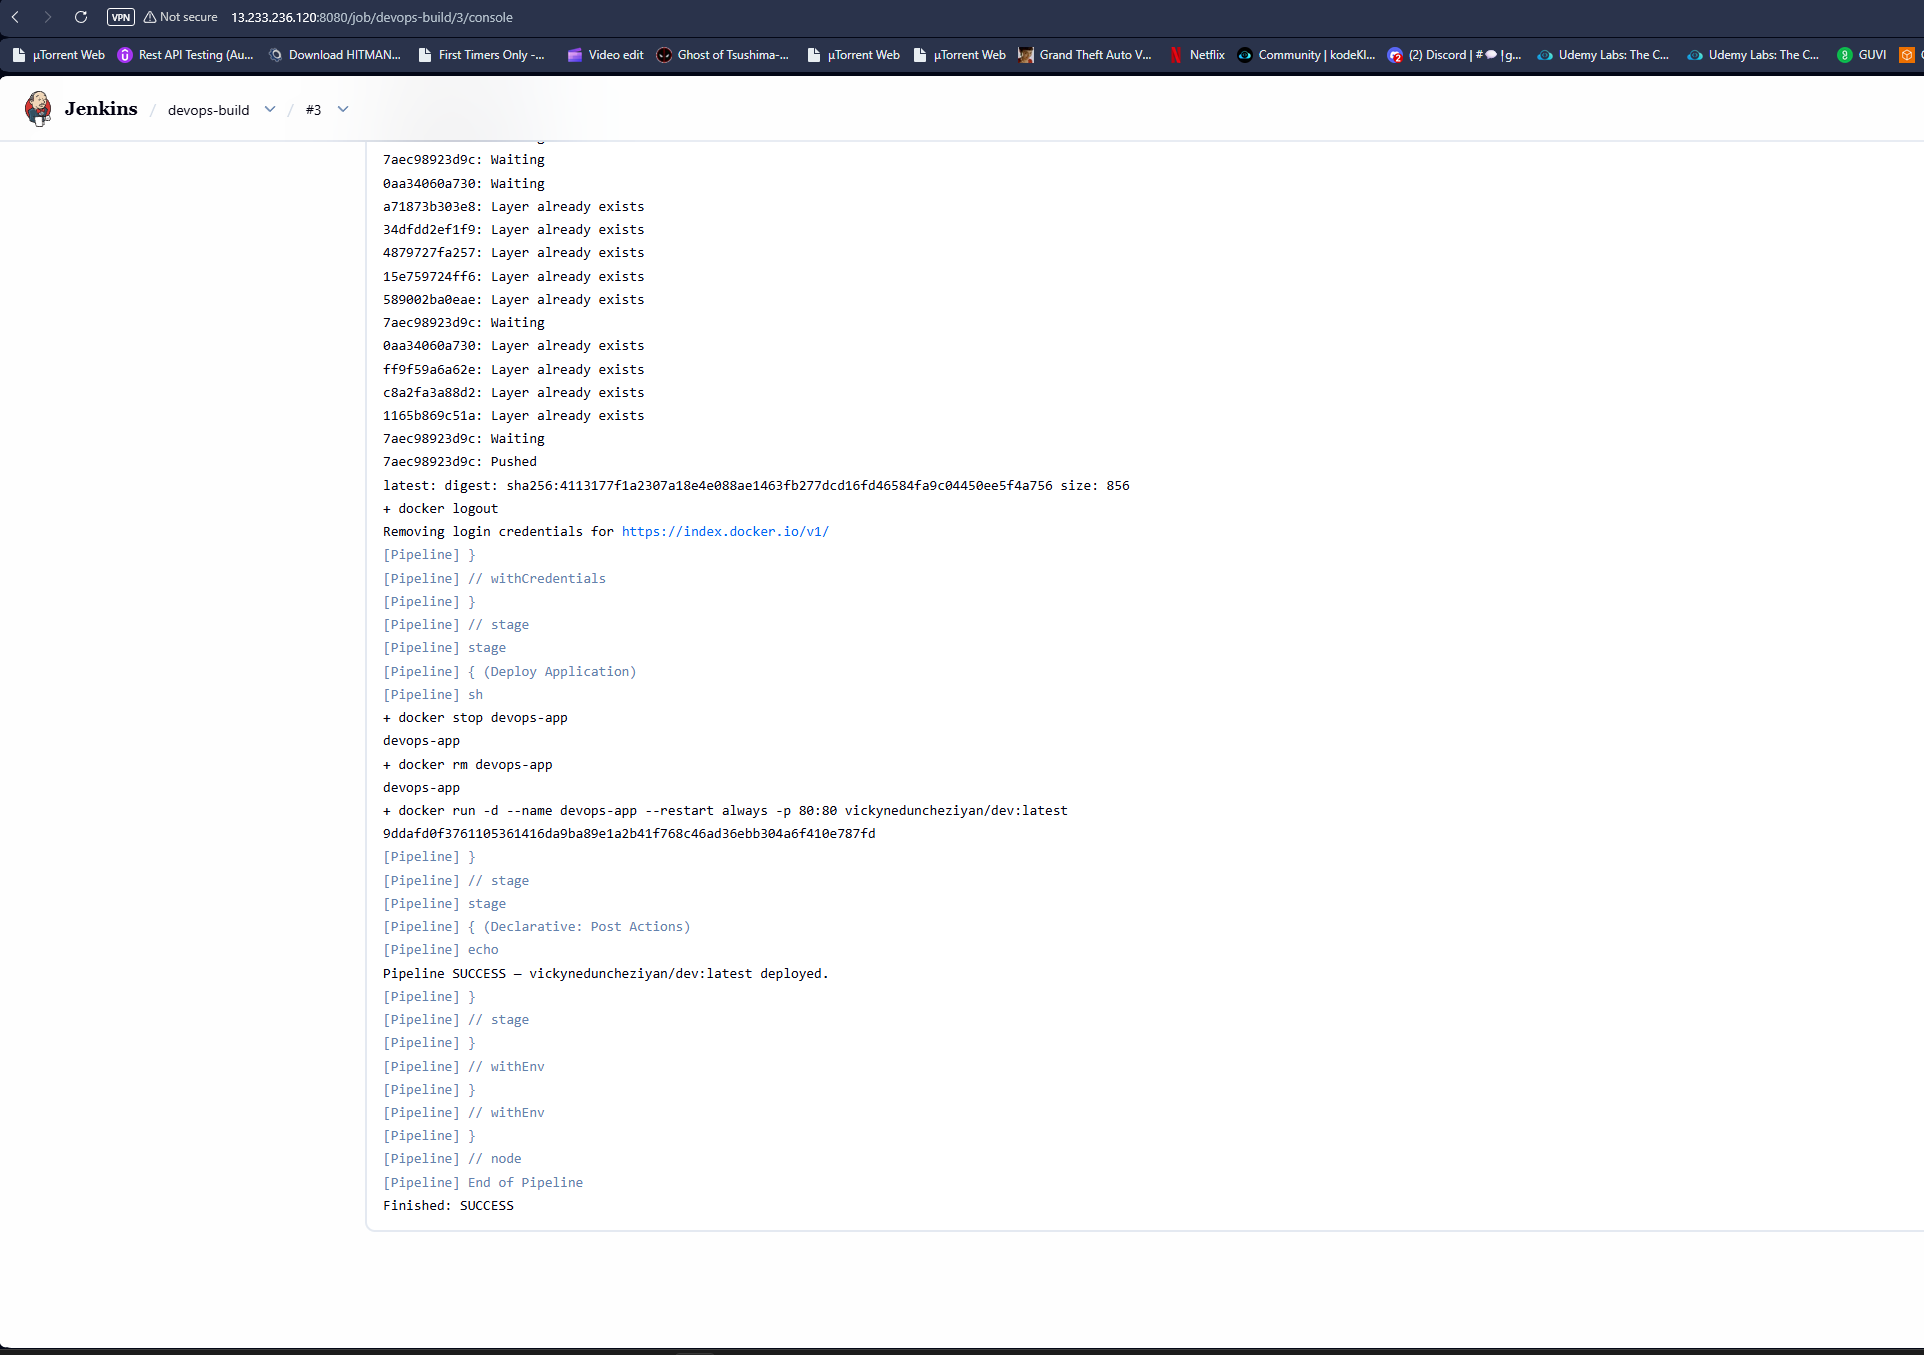 VPN Not secure 13.233.236.120:8080/job/devops-build/3/console
µTorrent Web Rest API Testing (Au... Download HITMAN... First Timers Only -... Video edit Ghost of Tsushima-... µTorrent Web µTorrent Web Grand Theft Auto V... Netflix Community | kodeKl... (2) Discord | # | g... Udemy Labs: The C... Udemy Labs: The C... GUVI
Jenkins / devops-build / #3
7aec98923d9c: Waiting
0aa34060a730: Waiting
a71873b303e8: Layer already exists
34dfdd2ef1f9: Layer already exists
4879727fa257: Layer already exists
15e759724ff6: Layer already exists
589002ba0eae: Layer already exists
7aec98923d9c: Waiting
0aa34060a730: Layer already exists
ff9f59a6a62e: Layer already exists
c8a2fa3a88d2: Layer already exists
1165b869c51a: Layer already exists
7aec98923d9c: Waiting
7aec98923d9c: Pushed
latest: digest: sha256:4113177f1a2307a18e4e088ae1463fb277dcd16fd46584fa9c04450ee5f4a756 size: 856
+ docker logout
Removing login credentials for https://index.docker.io/v1/
[Pipeline] }
[Pipeline] // withCredentials
[Pipeline] }
[Pipeline] // stage
[Pipeline] stage
[Pipeline] { (Deploy Application)
[Pipeline] sh
+ docker stop devops-app
devops-app
+ docker rm devops-app
devops-app
+ docker run -d --name devops-app --restart always -p 80:80 vickyneduncheziyan/dev:latest
9ddafd0f3761105361416da9ba89e1a2b41f768c46ad36ebb304a6f410e787fd
[Pipeline] }
[Pipeline] // stage
[Pipeline] stage
[Pipeline] { (Declarative: Post Actions)
[Pipeline] echo
Pipeline SUCCESS — vickyneduncheziyan/dev:latest deployed.
[Pipeline] }
[Pipeline] // stage
[Pipeline] }
[Pipeline] // withEnv
[Pipeline] }
[Pipeline] // withEnv
[Pipeline] }
[Pipeline] // node
[Pipeline] End of Pipeline
Finished: SUCCESS